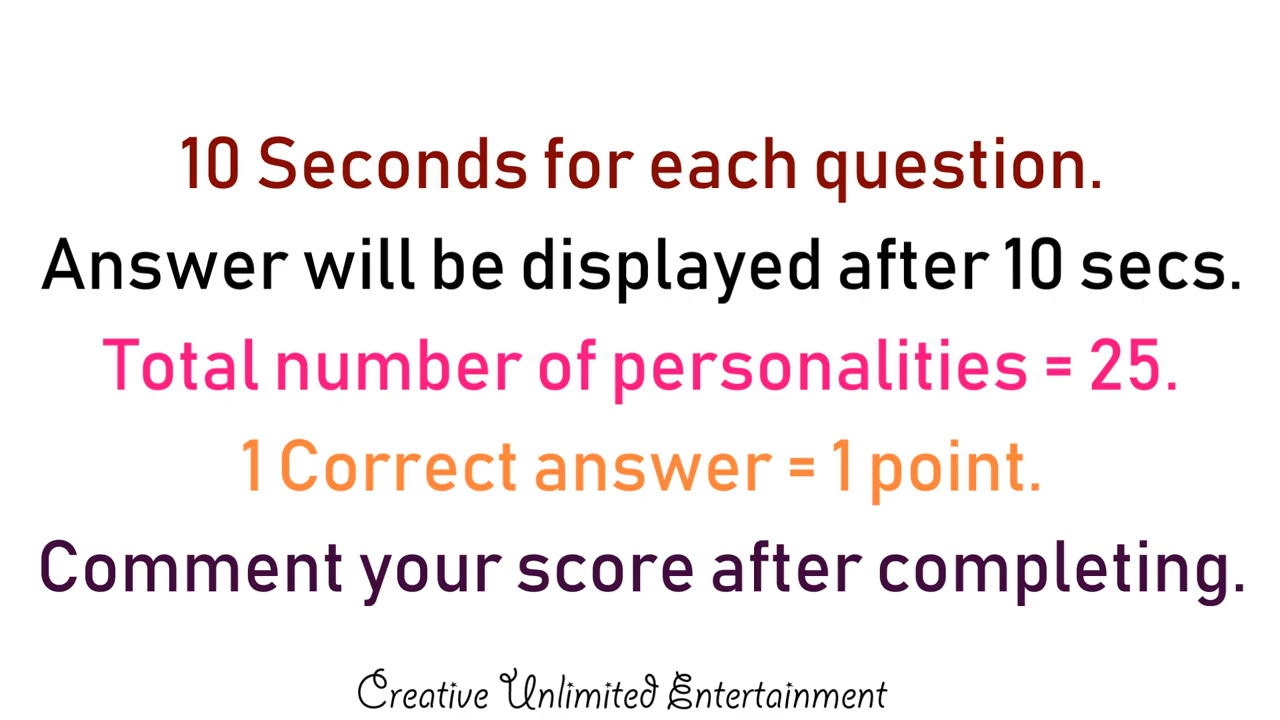 10 Seconds for each question.
Answer will be displayed after 10 secs.
Total number of personalities = 25.
1 Correct answer = 1 point.
Comment your score after completing.
Creative Unlimited Entertainment